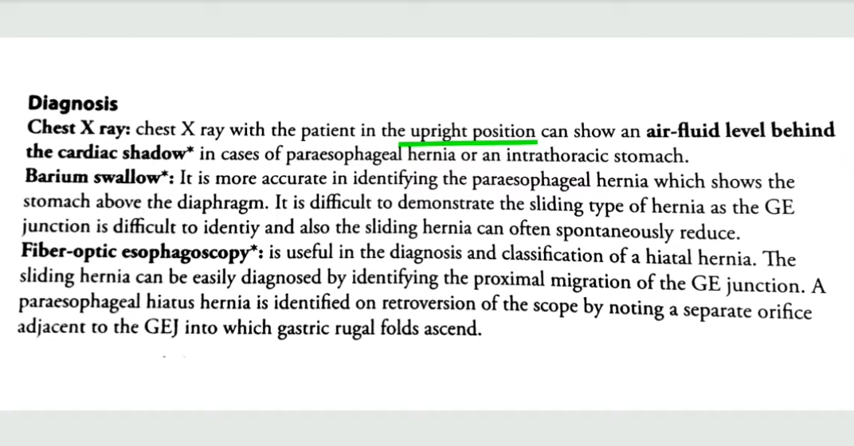 Diagnosis
Chest X ray: chest X ray with the patient in the upright position can show an air-fluid level behind
the cardiac shadow* in cases of paraesophageal hernia or an intrathoracic stomach.
Barium swallow*: It is more accurate in identifying the paraesophageal hernia which shows the
stomach above the diaphragm. It is difficult to demonstrate the sliding type of hernia as the GE
junction is difficult to identiy and also the sliding hernia can often spontaneously reduce.
Fiber-optic esophagoscopy*: is useful in the diagnosis and classification of a hiatal hernia. The
sliding hernia can be easily diagnosed by identifying the proximal migration of the GE junction. A
paraesophageal hiatus hernia is identified on retroversion of the scope by noting a separate orifice
adjacent to the GEJ into which gastric rugal folds ascend.